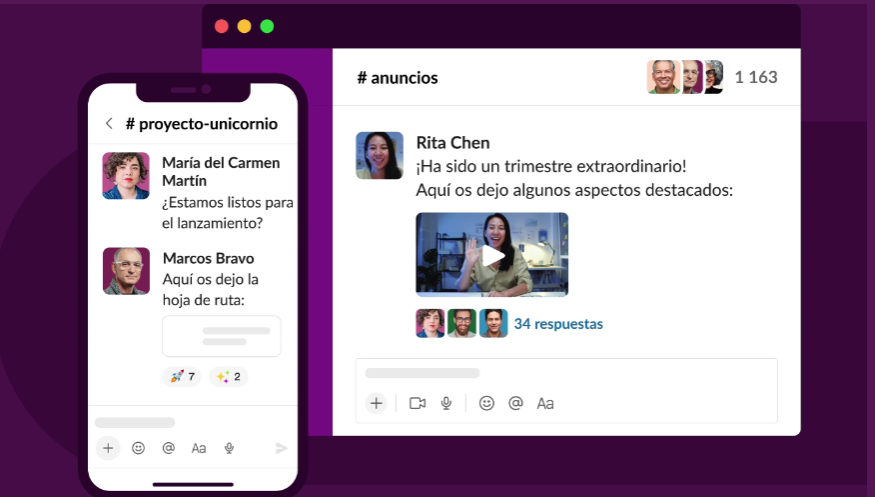 # proyecto-unicornio
María del Carmen
Martín
¿Estamos listos para
el lanzamiento?
Marcos Bravo
Aquí os dejo la
hoja de ruta:
🚀 7 ✨ 2
@ Aa
# anuncios
1 163
Rita Chen
¡Ha sido un trimestre extraordinario!
Aquí os dejo algunos aspectos destacados:
34 respuestas
@ Aa